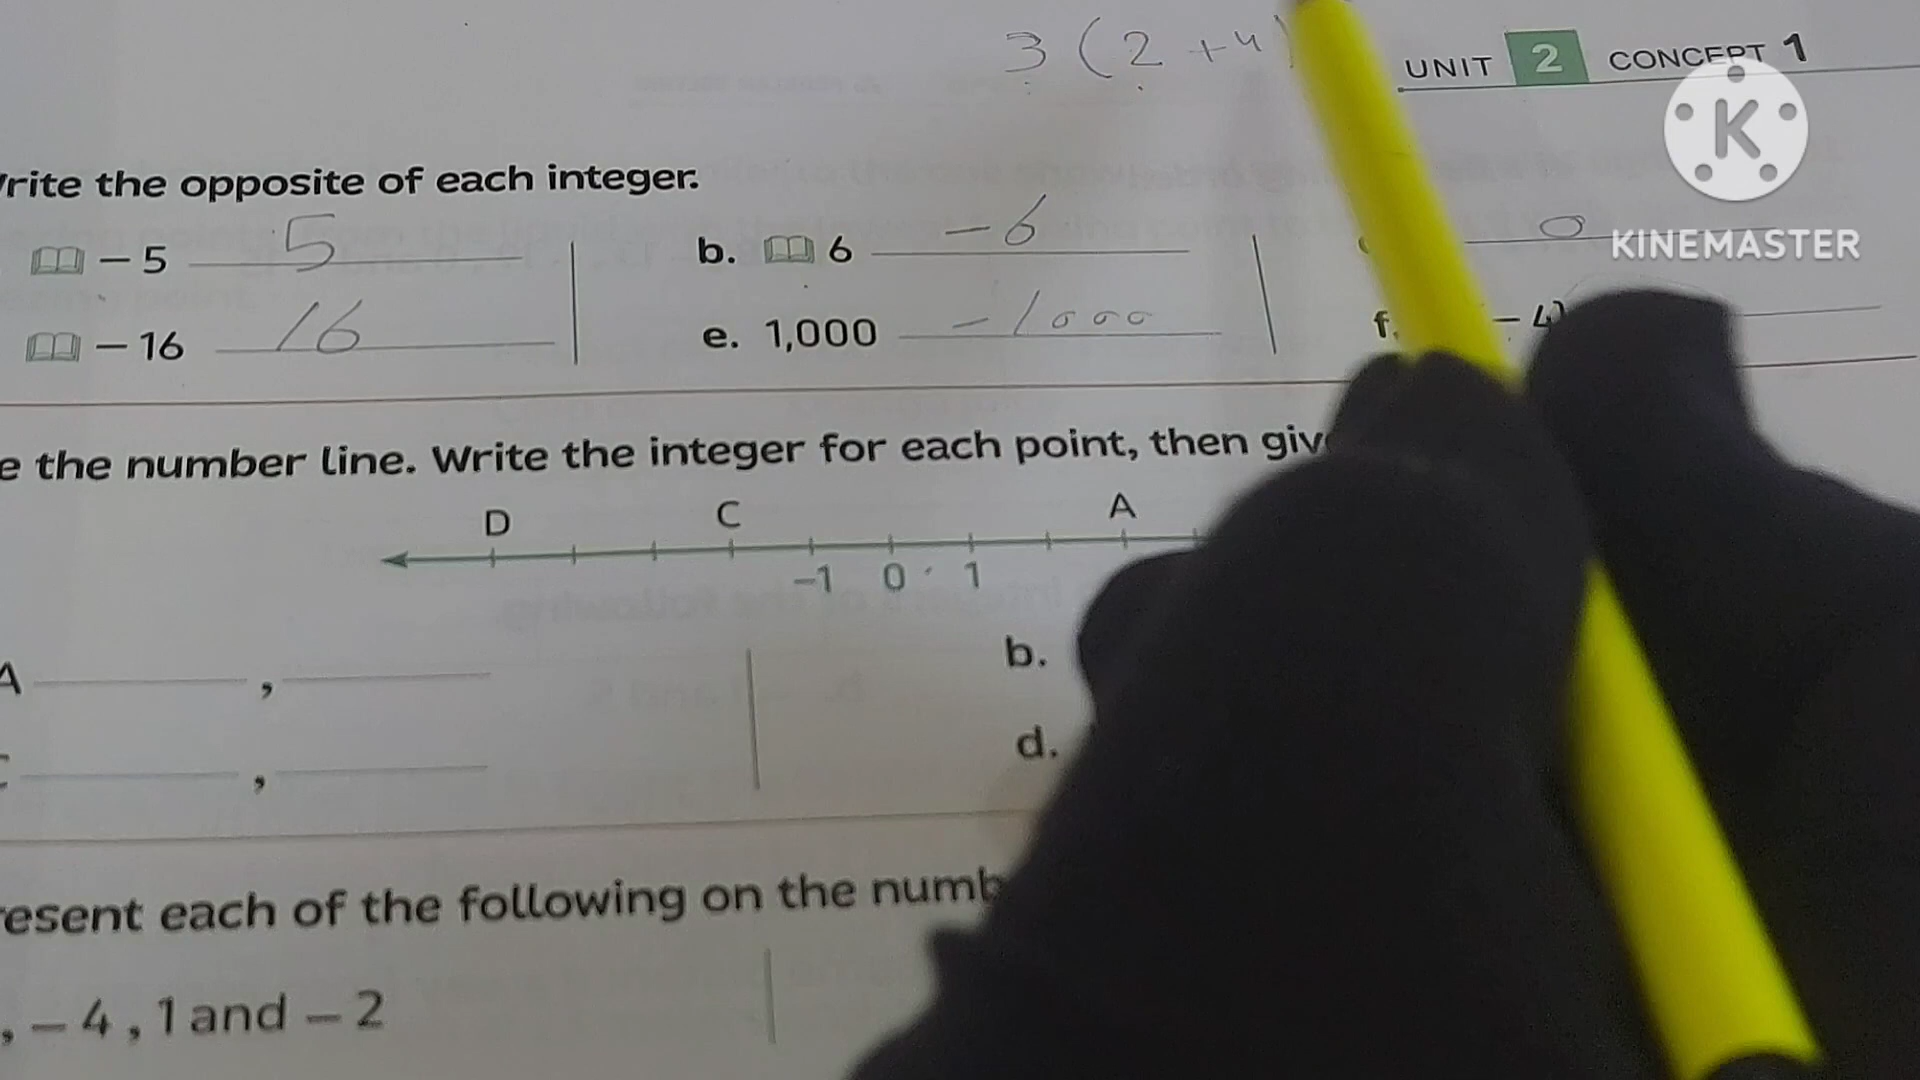 3 (2 + 4)
UNIT 2 CONCEPT 1
KINEMASTER
rite the opposite of each integer.
– 5 5 b. 6 – 6 0
– 16 16 e. 1,000 – 1000 f. – 4)
e the number line. Write the integer for each point, then giv
D C A
–1 0 1
A , b.
, d.
resent each of the following on the numb
, – 4 , 1 and – 2